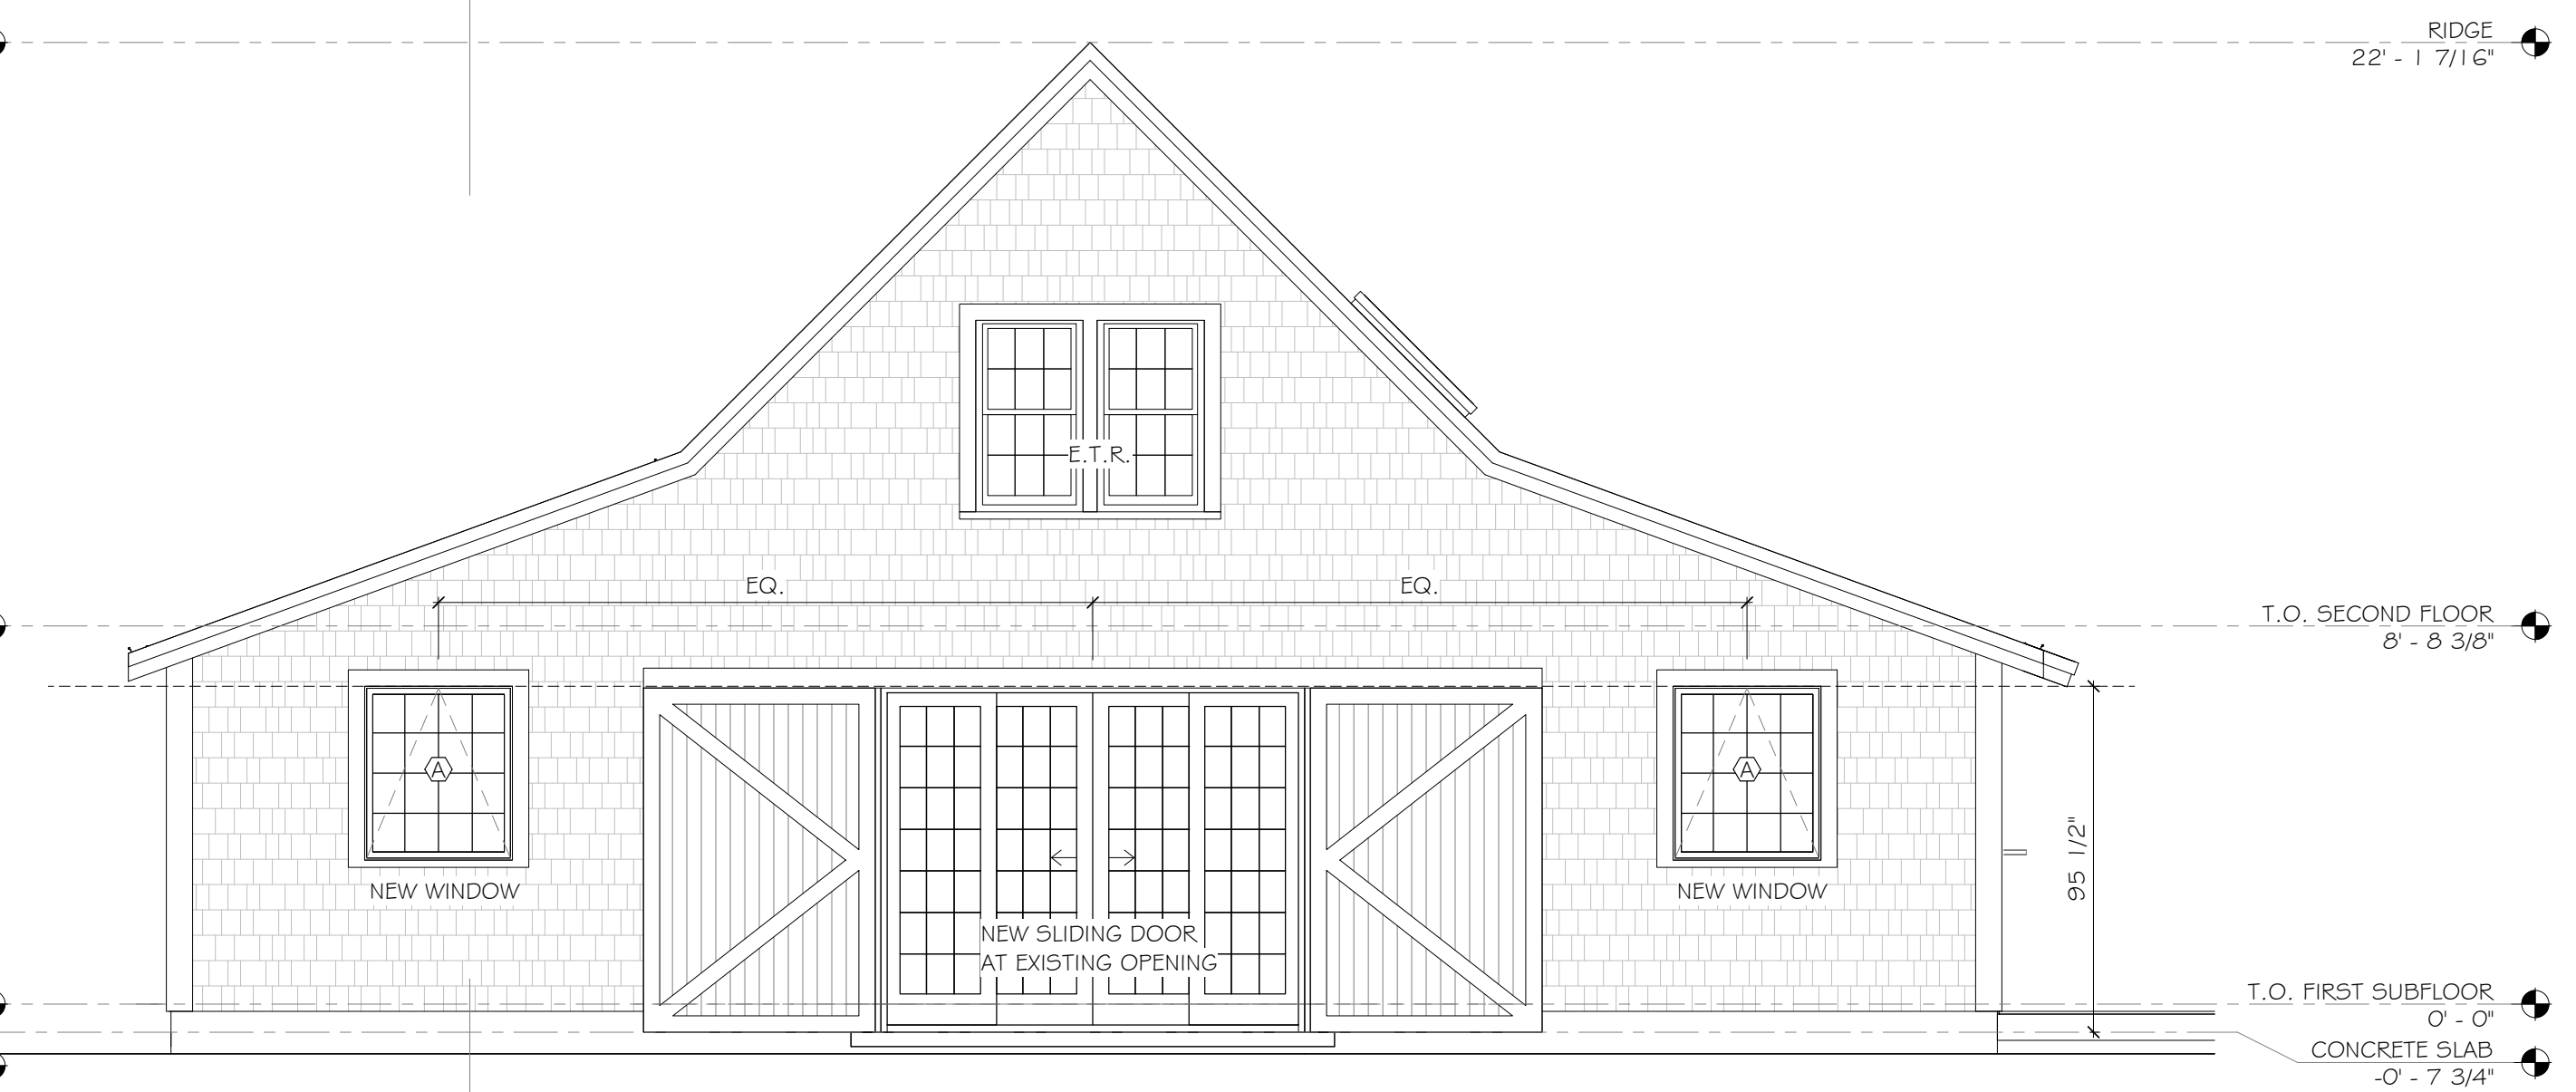 RIDGE
22' - 1 7/16"
E.T.R.
EQ.
EQ.
T.O. SECOND FLOOR
8' - 8 3/8"
A
A
95 1/2"
NEW WINDOW
NEW WINDOW
NEW SLIDING DOOR
AT EXISTING OPENING
T.O. FIRST SUBFLOOR
0' - 0"
CONCRETE SLAB
-0' - 7 3/4"